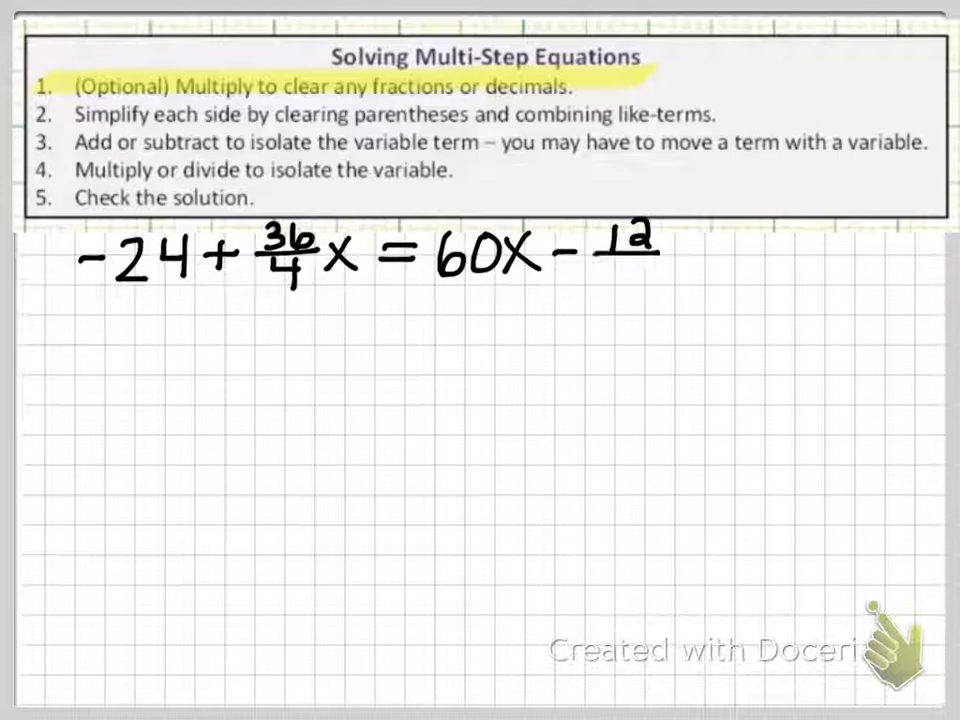 Solving Multi-Step Equations
1. (Optional) Multiply to clear any fractions or decimals.
2. Simplify each side by clearing parentheses and combining like-terms.
3. Add or subtract to isolate the variable term – you may have to move a term with a variable.
4. Multiply or divide to isolate the variable.
5. Check the solution.
-24 + 36/4 x = 60x - 12/
Created with Doceri